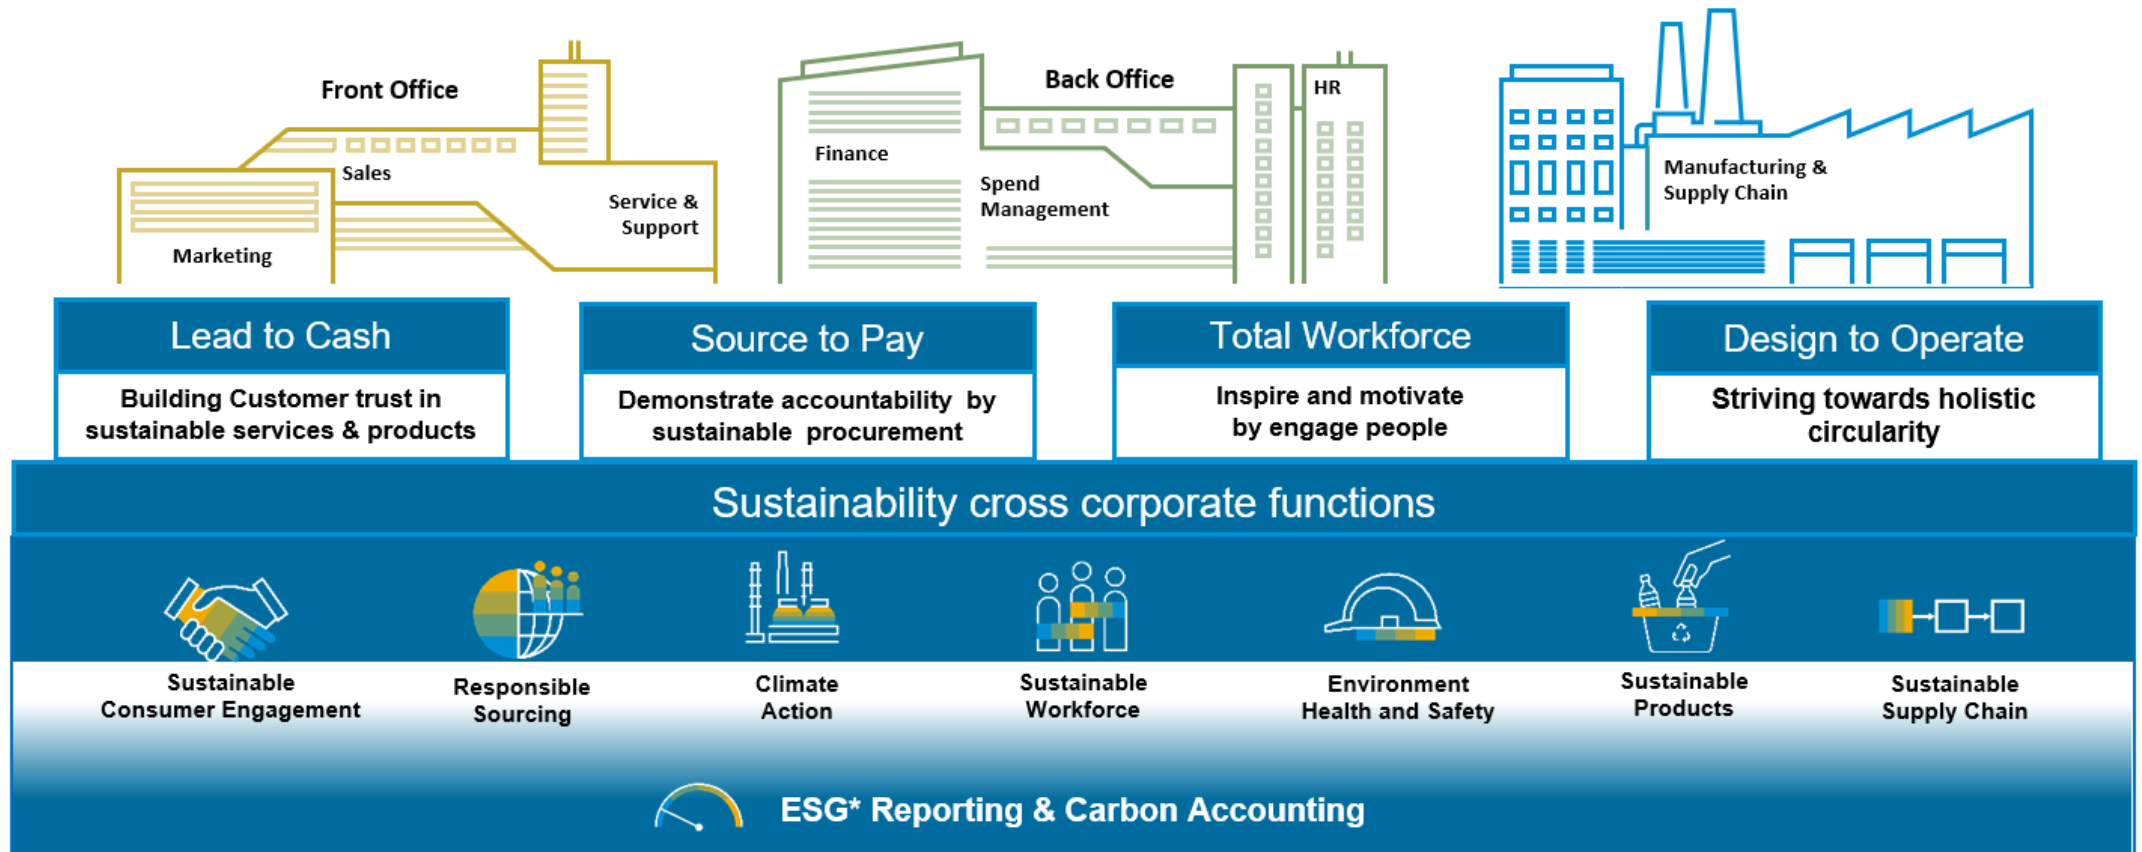 Front Office
Sales
Service &
Support
Marketing
Back Office
HR
Finance
Spend
Management
Manufacturing &
Supply Chain
Lead to Cash
Building Customer trust in
sustainable services & products
Source to Pay
Demonstrate accountability by
sustainable procurement
Total Workforce
Inspire and motivate
by engage people
Design to Operate
Striving towards holistic
circularity
Sustainability cross corporate functions
Sustainable
Consumer Engagement
Responsible
Sourcing
Climate
Action
Sustainable
Workforce
Environment
Health and Safety
Sustainable
Products
Sustainable
Supply Chain
ESG* Reporting & Carbon Accounting